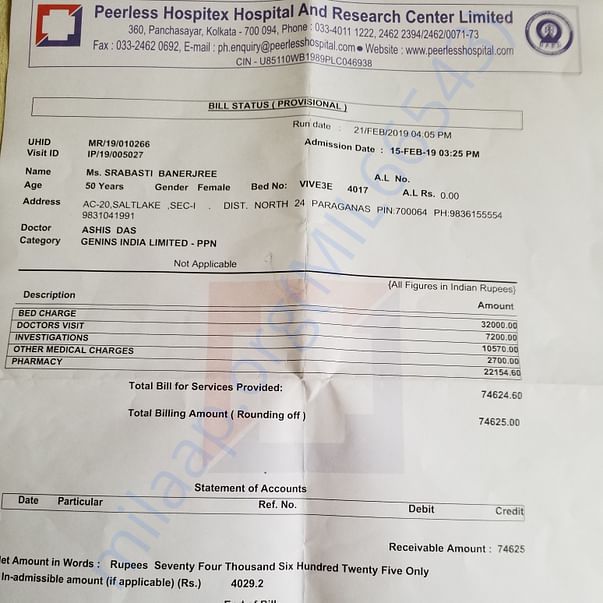 Peerless Hospitex Hospital And Research Center Limited
360, Panchasayar, Kolkata - 700 094, Phone : 033-4011 1222, 2462 2394/2462/0071-73
Fax : 033-2462 0692, E-mail : ph.enquiry@peerlesshospital.com ● Website : www.peerlesshospital.com
CIN - U85110WB1989PLC046938
BILL STATUS ( PROVISIONAL )
Run date : 21/FEB/2019 04:05 PM
UHID MR/19/010266 Admission Date : 15-FEB-19 03:25 PM
Visit ID IP/19/005027
Name Ms. SRABASTI BANERJREE A.L No.
Age 50 Years Gender Female Bed No: VIVE3E 4017 A.L Rs. 0.00
Address AC-20,SALTLAKE ,SEC-I . DIST. NORTH 24 PARAGANAS PIN:700064 PH:9836155554
9831041991
Doctor ASHIS DAS
Category GENINS INDIA LIMITED - PPN
Not Applicable
{All Figures in Indian Rupees}
Description Amount
BED CHARGE 32000.00
DOCTORS VISIT 7200.00
INVESTIGATIONS 10570.00
OTHER MEDICAL CHARGES 2700.00
PHARMACY 22154.60
Total Bill for Services Provided: 74624.60
Total Billing Amount ( Rounding off ) 74625.00
Statement of Accounts
Date Particular Ref. No. Debit Credit
Receivable Amount : 74625
et Amount in Words : Rupees Seventy Four Thousand Six Hundred Twenty Five Only
In-admissible amount (if applicable) (Rs.) 4029.2
End of Bill